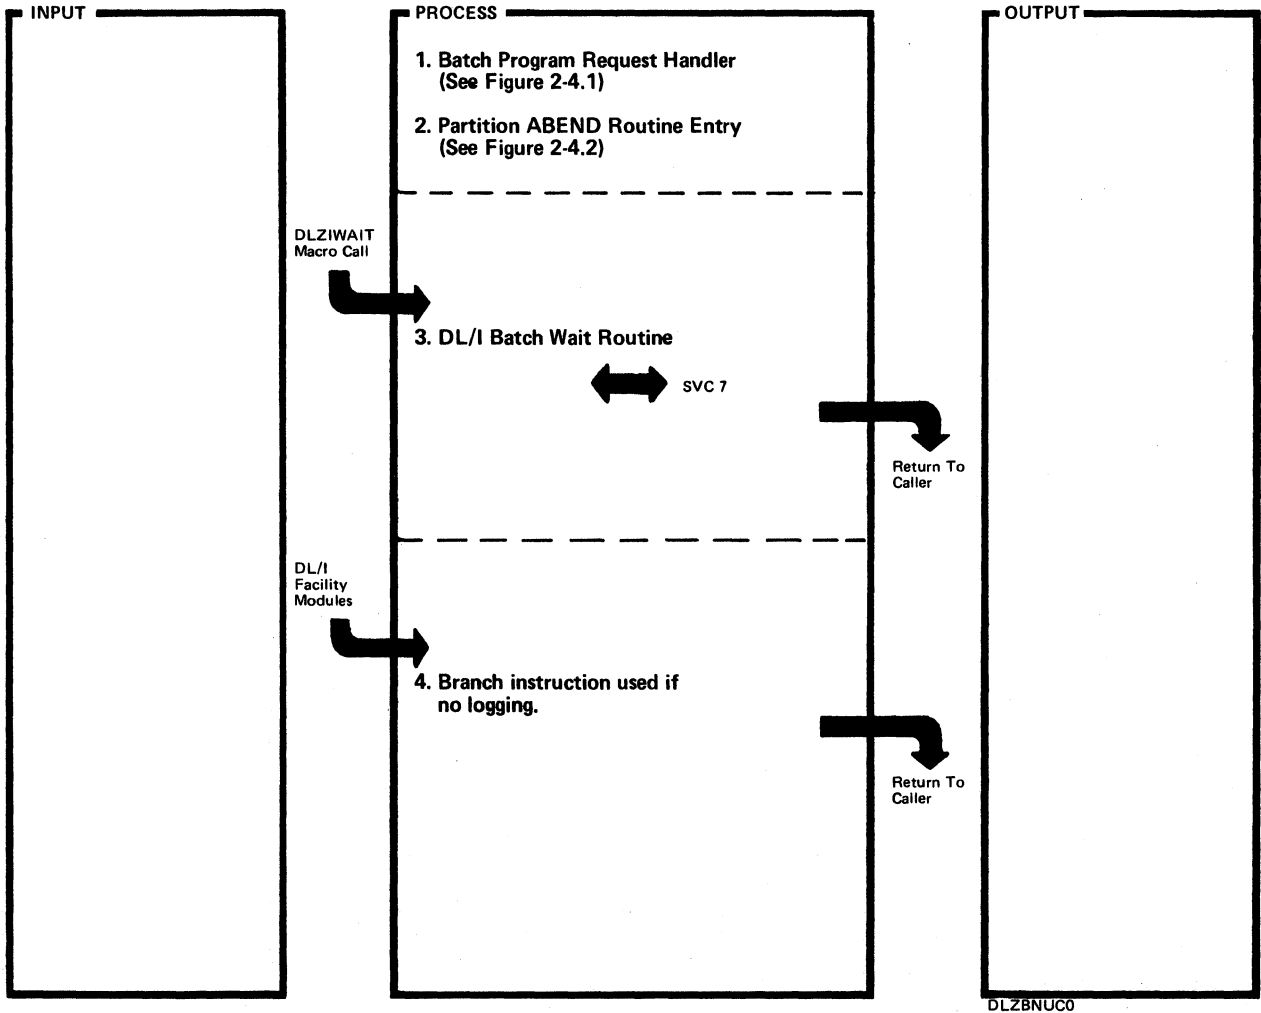 INPUT
PROCESS
OUTPUT
1. Batch Program Request Handler
(See Figure 2-4.1)
2. Partition ABEND Routine Entry
(See Figure 2-4.2)
DLZIWAIT
Macro Call
3. DL/I Batch Wait Routine
SVC 7
Return To
Caller
DL/I
Facility
Modules
4. Branch instruction used if
no logging.
Return To
Caller
DLZBNUC0